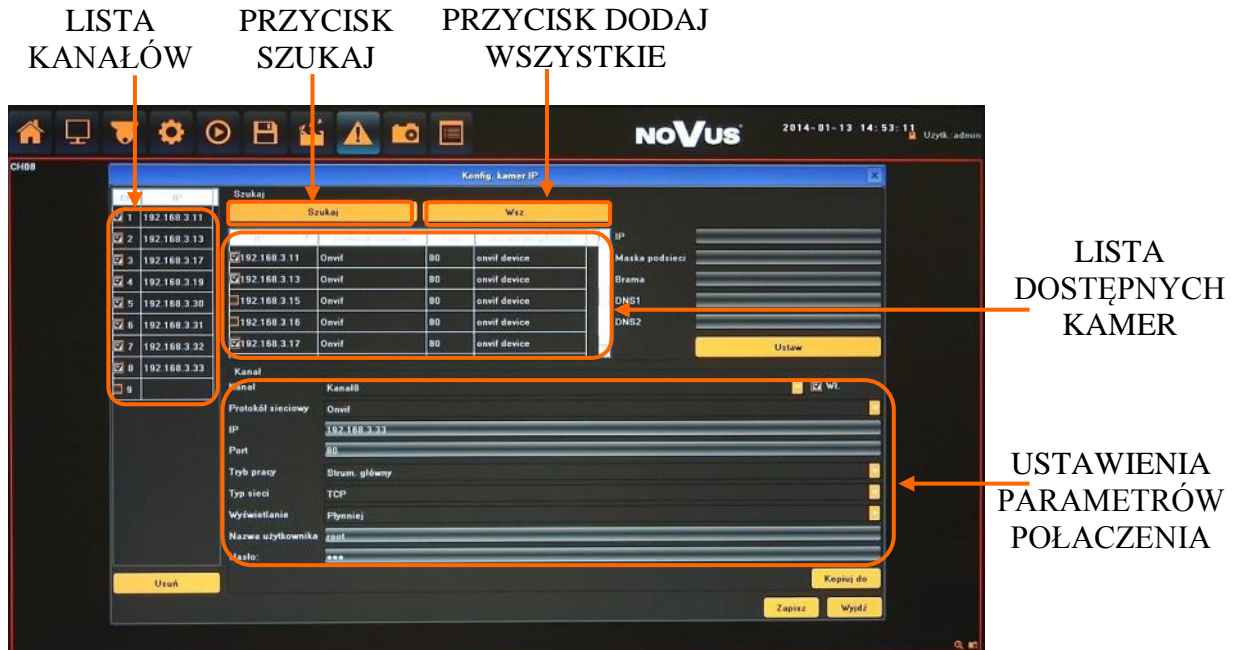 LISTA
KANAŁÓW
PRZYCISK
SZUKAJ
PRZYCISK DODAJ
WSZYSTKIE
NOVUS
2014-01-13 14:53:11
Użytk.:admin
CH08
Konfig. kamer IP
IP
1 192.168.3.11
2 192.168.3.13
3 192.168.3.17
4 192.168.3.19
5 192.168.3.30
6 192.168.3.31
7 192.168.3.32
8 192.168.3.33
9
Usuń
Szukaj
Szukaj
Wsz
192.168.3.11 Onvif 80 onvif device
192.168.3.13 Onvif 80 onvif device
192.168.3.15 Onvif 80 onvif device
192.168.3.16 Onvif 80 onvif device
192.168.3.17 Onvif 80 onvif device
IP
Maska podsieci
Brama
DNS1
DNS2
Ustaw
LISTA
DOSTĘPNYCH
KAMER
Kanał
Kanał Kanał8 Wł.
Protokół sieciowy Onvif
IP 192.168.3.33
Port 80
Tryb pracy Strum. główny
Typ sieci TCP
Wyświetlanie Płynniej
Nazwa użytkownika root
Hasło: ***
Kopiuj do
Zapisz Wyjdź
USTAWIENIA
PARAMETRÓW
POŁACZENIA